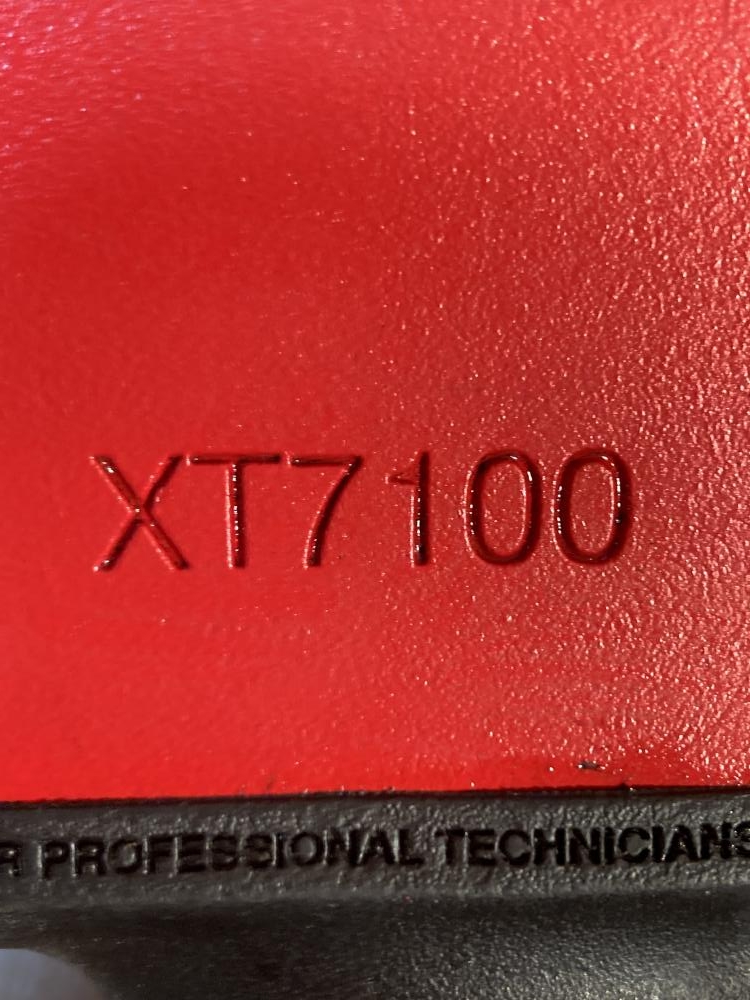 XT7100
R PROFESSIONAL TECHNICIANS